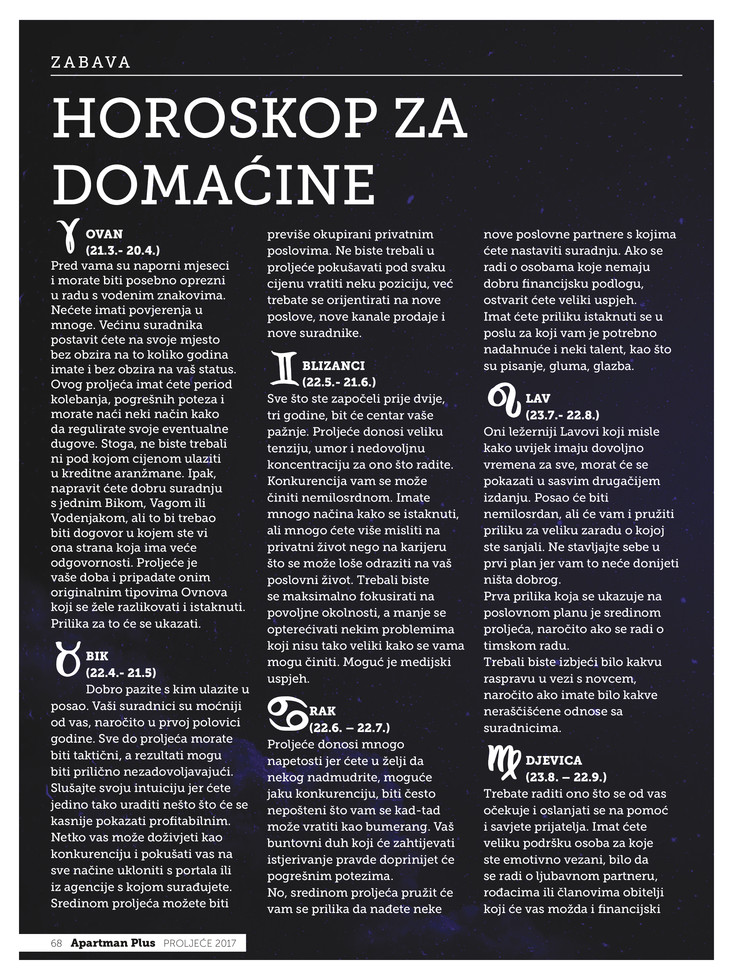 ZABAVA
HOROSKOP ZA
DOMAĆINE
OVAN
(21.3.- 20.4.)
Pred vama su naporni mjeseci
i morate biti posebno oprezni
u radu s vodenim znakovima.
Nećete imati povjerenja u
mnoge. Većinu suradnika
postavit ćete na svoje mjesto
bez obzira na to koliko godina
imate i bez obzira na vaš status.
Ovog proljeća imat ćete period
kolebanja, pogrešnih poteza i
morate naći neki način kako
da regulirate svoje eventualne
dugove. Stoga, ne biste trebali
ni pod kojom cijenom ulaziti
u kreditne aranžmane. Ipak,
napravit ćete dobru suradnju
s jednim Bikom, Vagom ili
Vodenjakom, ali to bi trebao
biti dogovor u kojem ste vi
ona strana koja ima veće
odgovornosti. Proljeće je
vaše doba i pripadate onim
originalnim tipovima Ovnova
koji se žele razlikovati i istaknuti.
Prilika za to će se ukazati.
BIK
(22.4.- 21.5)
Dobro pazite s kim ulazite u
posao. Vaši suradnici su moćniji
od vas, naročito u prvoj polovici
godine. Sve do proljeća morate
biti taktični, a rezultati mogu
biti prilično nezadovoljavajući.
Slušajte svoju intuiciju jer ćete
jedino tako uraditi nešto što će se
kasnije pokazati profitabilnim.
Netko vas može doživjeti kao
konkurenciju i pokušati vas na
sve načine ukloniti s portala ili
iz agencije s kojom surađujete.
Sredinom proljeća možete biti
previše okupirani privatnim
poslovima. Ne biste trebali u
proljeće pokušavati pod svaku
cijenu vratiti neku poziciju, već
trebate se orijentirati na nove
poslove, nove kanale prodaje i
nove suradnike.
BLIZANCI
(22.5.- 21.6.)
Sve što ste započeli prije dvije,
tri godine, bit će centar vaše
pažnje. Proljeće donosi veliku
tenziju, umor i nedovoljnu
koncentraciju za ono što radite.
Konkurencija vam se može
činiti nemilosrdnom. Imate
mnogo načina kako se istaknuti,
ali mnogo ćete više misliti na
privatni život nego na karijeru
što se može loše odraziti na vaš
poslovni život. Trebali biste
se maksimalno fokusirati na
povoljne okolnosti, a manje se
opterećivati nekim problemima
koji nisu tako veliki kako se vama
mogu činiti. Moguć je medijski
uspjeh.
RAK
(22.6. – 22.7.)
Proljeće donosi mnogo
napetosti jer ćete u želji da
nekog nadmudrite, moguće
jaku konkurenciju, biti često
nepošteni što vam se kad-tad
može vratiti kao bumerang. Vaš
buntovni duh koji će zahtijevati
istjerivanje pravde doprinijet će
pogrešnim potezima.
No, sredinom proljeća pružit će
vam se prilika da nađete neke
nove poslovne partnere s kojima
ćete nastaviti suradnju. Ako se
radi o osobama koje nemaju
dobru financijsku podlogu,
ostvarit ćete veliki uspjeh.
Imat ćete priliku istaknuti se u
poslu za koji vam je potrebno
nadahnuće i neki talent, kao što
su pisanje, gluma, glazba.
LAV
(23.7.- 22.8.)
Oni ležerniji Lavovi koji misle
kako uvijek imaju dovoljno
vremena za sve, morat će se
pokazati u sasvim drugačijem
izdanju. Posao će biti
nemilosrdan, ali će vam i pružiti
priliku za veliku zaradu o kojoj
ste sanjali. Ne stavljajte sebe u
prvi plan jer vam to neće donijeti
ništa dobrog.
Prva prilika koja se ukazuje na
poslovnom planu je sredinom
proljeća, naročito ako se radi o
timskom radu.
Trebali biste izbjeći bilo kakvu
raspravu u vezi s novcem,
naročito ako imate bilo kakve
neraščišćene odnose sa
suradnicima.
DJEVICA
(23.8. – 22.9.)
Trebate raditi ono što se od vas
očekuje i oslanjati se na pomoć
i savjete prijatelja. Imat ćete
veliku podršku osoba za koje
ste emotivno vezani, bilo da
se radi o ljubavnom partneru,
rođacima ili članovima obitelji
koji će vas možda i financijski
68 Apartman Plus PROLJEĆE 2017